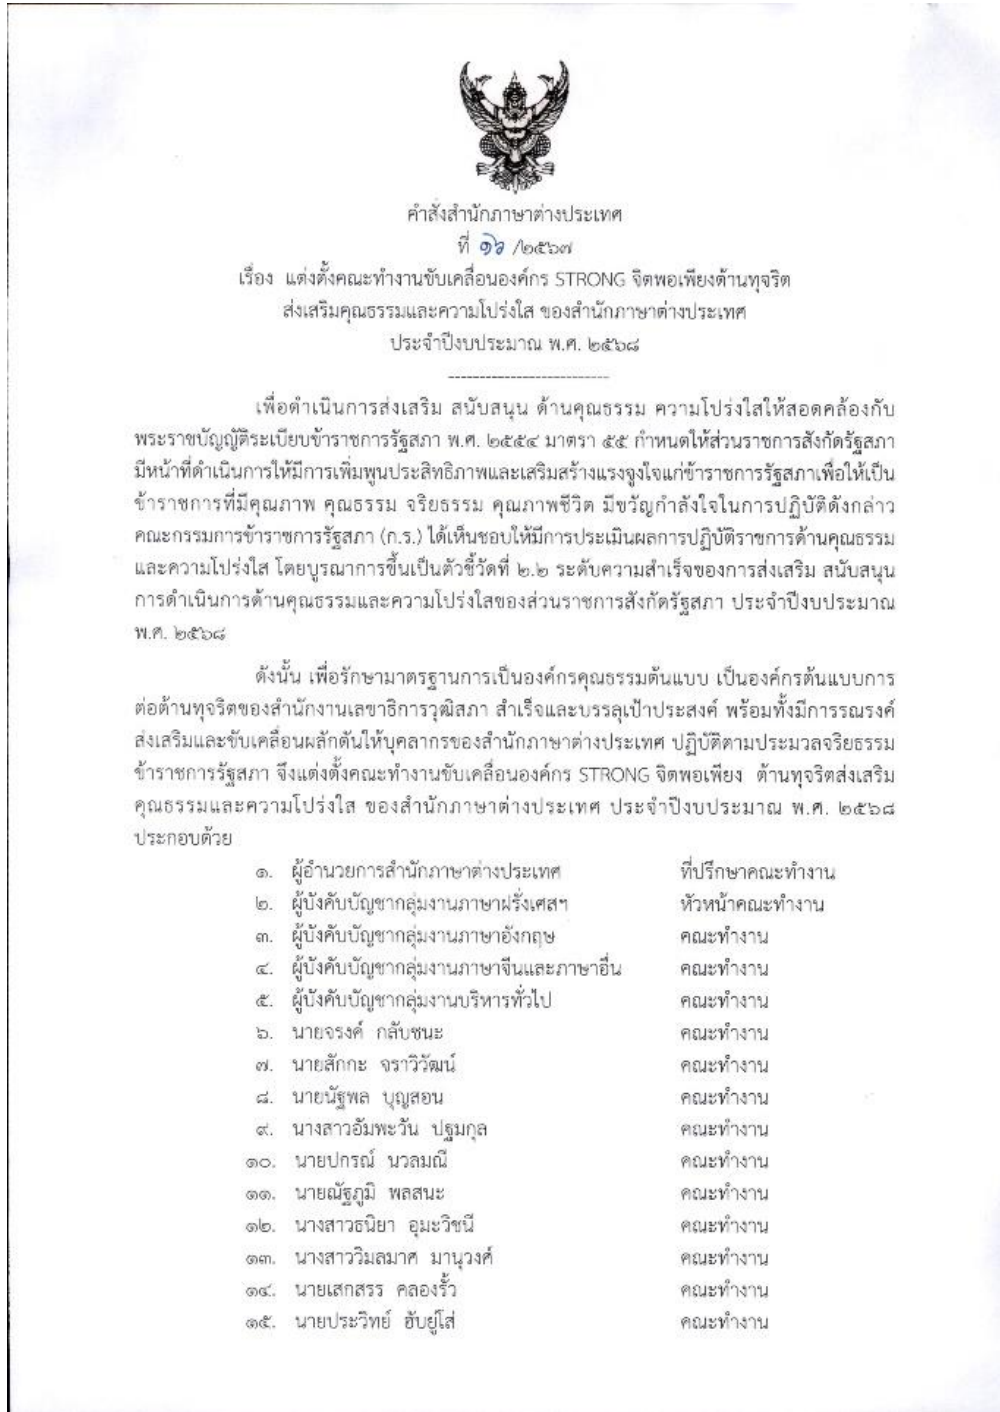 คำสั่งสำนักภาษาต่างประเทศ
ที่ ๑๖ /๒๕๖๗
เรื่อง แต่งตั้งคณะทำงานขับเคลื่อนองค์กร STRONG จิตพอเพียงต้านทุจริต
ส่งเสริมคุณธรรมและความโปร่งใส ของสำนักภาษาต่างประเทศ
ประจำปีงบประมาณ พ.ศ. ๒๕๖๘
--------------------------
เพื่อดำเนินการส่งเสริม สนับสนุน ด้านคุณธรรม ความโปร่งใสให้สอดคล้องกับ
พระราชบัญญัติระเบียบข้าราชการรัฐสภา พ.ศ. ๒๕๕๔ มาตรา ๕๕ กำหนดให้ส่วนราชการสังกัดรัฐสภา
มีหน้าที่ดำเนินการให้มีการเพิ่มพูนประสิทธิภาพและเสริมสร้างแรงจูงใจแก่ข้าราชการรัฐสภาเพื่อให้เป็น
ข้าราชการที่มีคุณภาพ คุณธรรม จริยธรรม คุณภาพชีวิต มีขวัญกำลังใจในการปฏิบัติดังกล่าว
คณะกรรมการข้าราชการรัฐสภา (ก.ร.) ได้เห็นชอบให้มีการประเมินผลการปฏิบัติราชการด้านคุณธรรม
และความโปร่งใส โดยบูรณาการขึ้นเป็นตัวชี้วัดที่ ๒.๒ ระดับความสำเร็จของการส่งเสริม สนับสนุน
การดำเนินการด้านคุณธรรมและความโปร่งใสของส่วนราชการสังกัดรัฐสภา ประจำปีงบประมาณ
พ.ศ. ๒๕๖๘
ดังนั้น เพื่อรักษามาตรฐานการเป็นองค์กรคุณธรรมต้นแบบ เป็นองค์กรต้นแบบการ
ต่อต้านทุจริตของสำนักงานเลขาธิการวุฒิสภา สำเร็จและบรรลุเป้าประสงค์ พร้อมทั้งมีการรณรงค์
ส่งเสริมและขับเคลื่อนผลักดันให้บุคลากรของสำนักภาษาต่างประเทศ ปฏิบัติตามประมวลจริยธรรม
ข้าราชการรัฐสภา จึงแต่งตั้งคณะทำงานขับเคลื่อนองค์กร STRONG จิตพอเพียง ต้านทุจริตส่งเสริม
คุณธรรมและความโปร่งใส ของสำนักภาษาต่างประเทศ ประจำปีงบประมาณ พ.ศ. ๒๕๖๘
ประกอบด้วย
๑. ผู้อำนวยการสำนักภาษาต่างประเทศ ที่ปรึกษาคณะทำงาน
๒. ผู้บังคับบัญชากลุ่มงานภาษาฝรั่งเศสฯ หัวหน้าคณะทำงาน
๓. ผู้บังคับบัญชากลุ่มงานภาษาอังกฤษ คณะทำงาน
๔. ผู้บังคับบัญชากลุ่มงานภาษาจีนและภาษาอื่น คณะทำงาน
๕. ผู้บังคับบัญชากลุ่มงานบริหารทั่วไป คณะทำงาน
๖. นายจรงค์ กลับชนะ คณะทำงาน
๗. นายสักกะ จราวิวัฒน์ คณะทำงาน
๘. นายนัฐพล บุญสอน คณะทำงาน
๙. นางสาวอัมพะวัน ปฐมกุล คณะทำงาน
๑๐. นายปกรณ์ นวลมณี คณะทำงาน
๑๑. นายณัฐภูมิ พลสนะ คณะทำงาน
๑๒. นางสาวธนิยา อุมะวิชนี คณะทำงาน
๑๓. นางสาววิมลมาศ มานุวงศ์ คณะทำงาน
๑๔. นายเสกสรร คลองรั้ว คณะทำงาน
๑๕. นายประวิทย์ ฮับยูโส่ คณะทำงาน